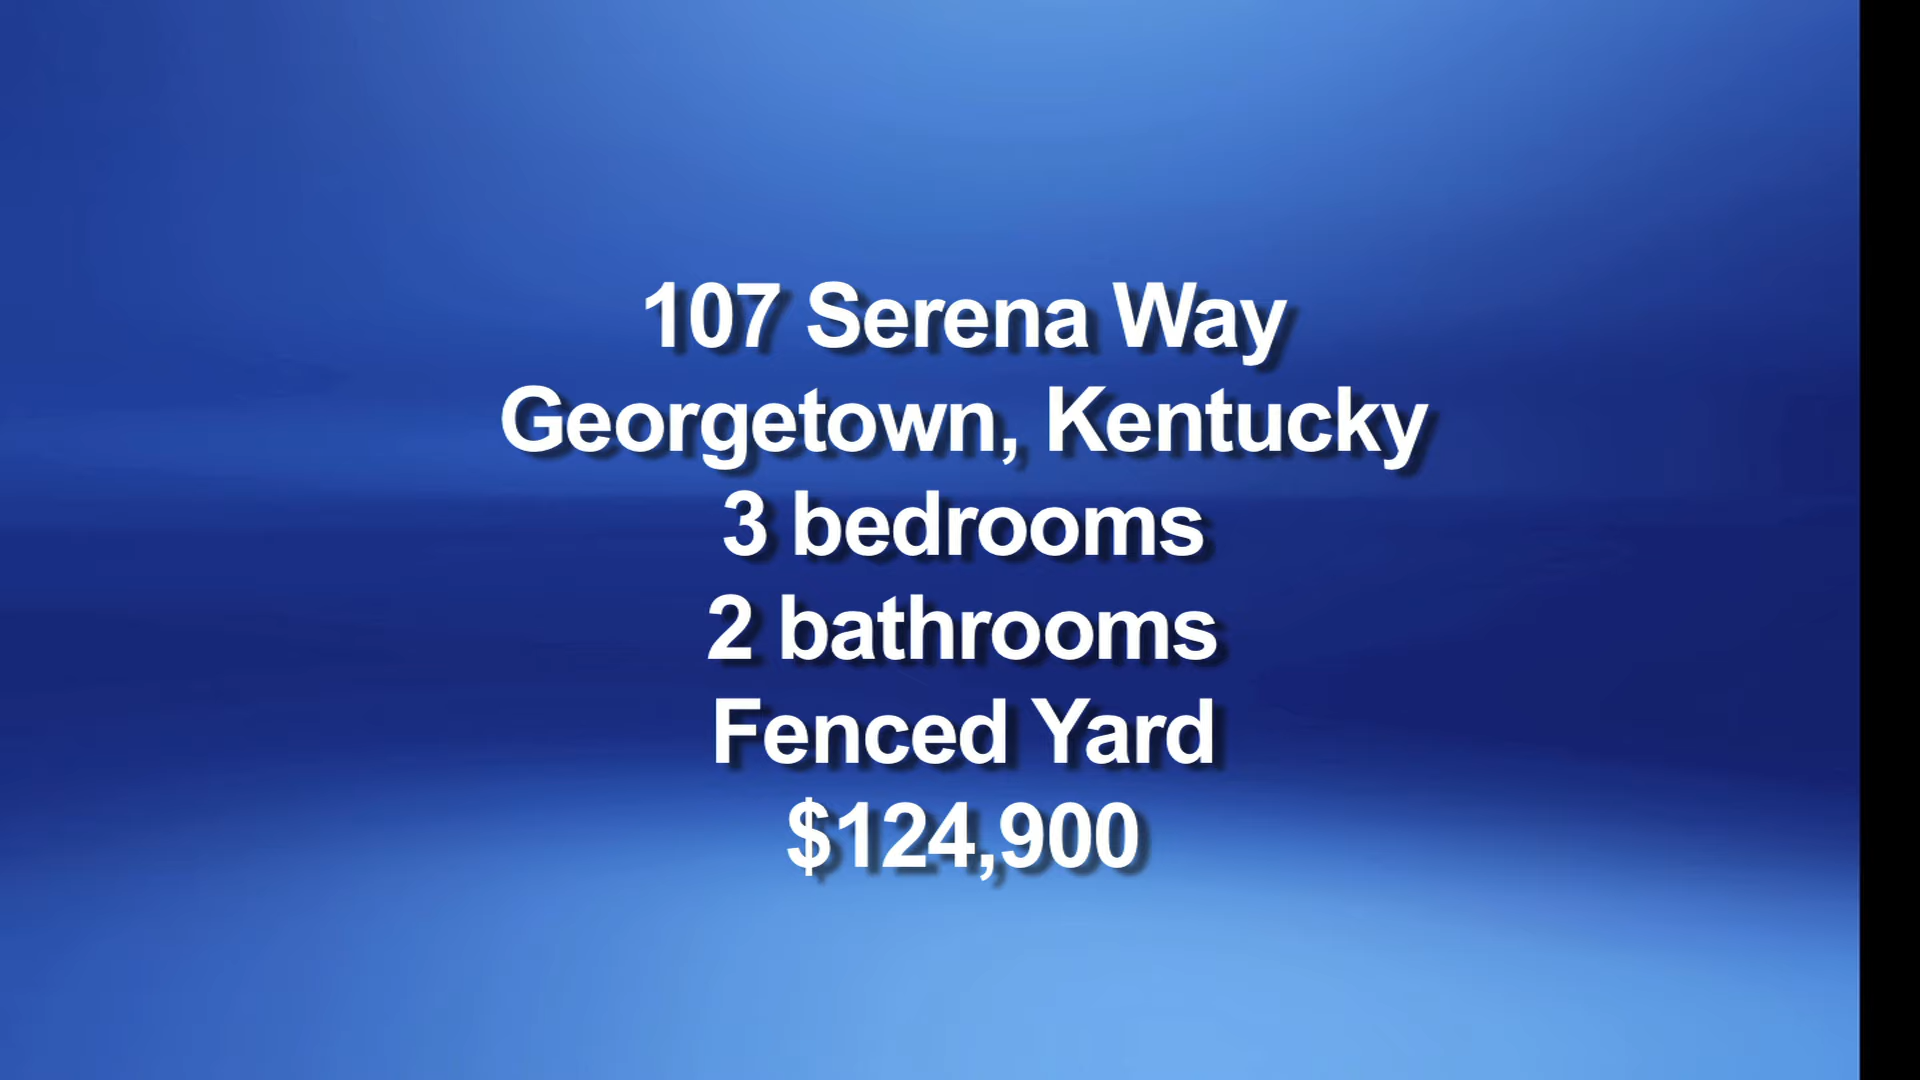 107 Serena Way
Georgetown, Kentucky
3 bedrooms
2 bathrooms
Fenced Yard
$124,900